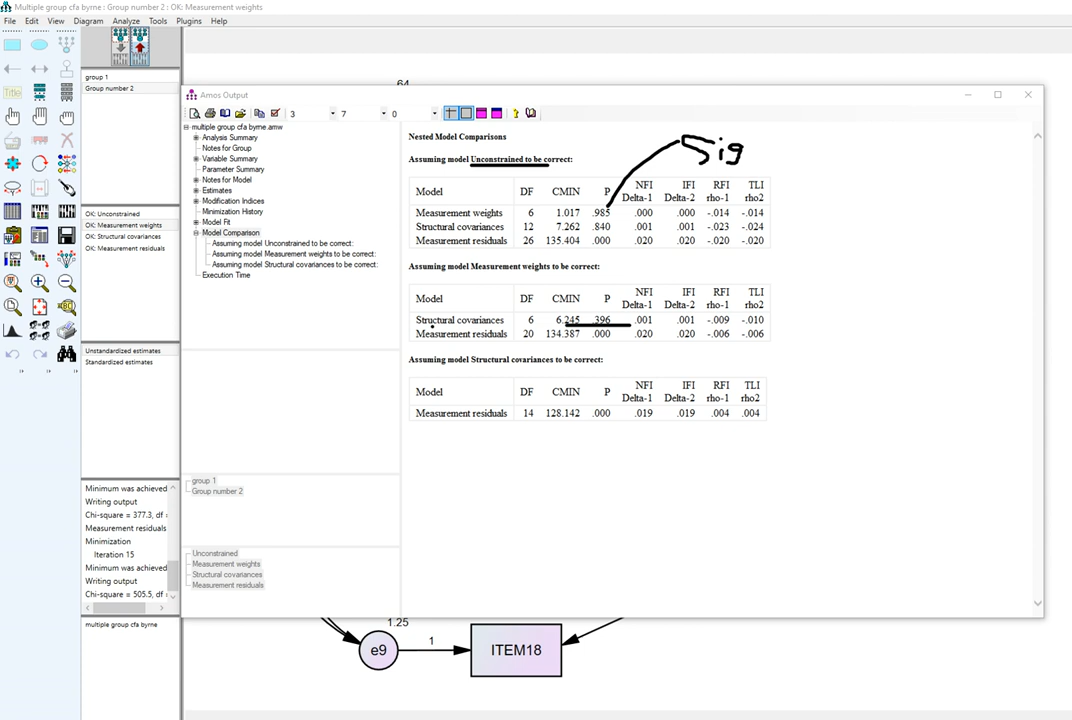 Multiple group cfa byrne : Group number 2 : OK: Measurement weights
File Edit View Diagram Analyze Tools Plugins Help
group 1
Group number 2
Title
OK: Unconstrained
OK: Measurement weights
OK: Structural covariances
OK: Measurement residuals
Unstandardized estimates
Standardized estimates
Minimum was achieved
Writing output
Chi-square = 377.3, df =
Measurement residuals
Minimization
Iteration 15
Minimum was achieved
Writing output
Chi-square = 505.5, df =
multiple group cfa byrne
64
Amos Output
3 7 0
multiple group cfa byrne.amw
Analysis Summary
Notes for Group
Variable Summary
Parameter Summary
Notes for Model
Estimates
Modification Indices
Minimization History
Model Fit
Model Comparison
Assuming model Unconstrained to be correct:
Assuming model Measurement weights to be correct:
Assuming model Structural covariances to be correct:
Execution Time
group 1
Group number 2
Unconstrained
Measurement weights
Structural covariances
Measurement residuals
Nested Model Comparisons
Assuming model Unconstrained to be correct:
Sig
Model DF CMIN P NFI Delta-1 IFI Delta-2 RFI rho-1 TLI rho2
Measurement weights 6 1.017 .985 .000 .000 -.014 -.014
Structural covariances 12 7.262 .840 .001 .001 -.023 -.024
Measurement residuals 26 135.404 .000 .020 .020 -.020 -.020
Assuming model Measurement weights to be correct:
Model DF CMIN P NFI Delta-1 IFI Delta-2 RFI rho-1 TLI rho2
Structural covariances 6 6.245 .396 .001 .001 -.009 -.010
Measurement residuals 20 134.387 .000 .020 .020 -.006 -.006
Assuming model Structural covariances to be correct:
Model DF CMIN P NFI Delta-1 IFI Delta-2 RFI rho-1 TLI rho2
Measurement residuals 14 128.142 .000 .019 .019 .004 .004
1.25
e9 1 ITEM18